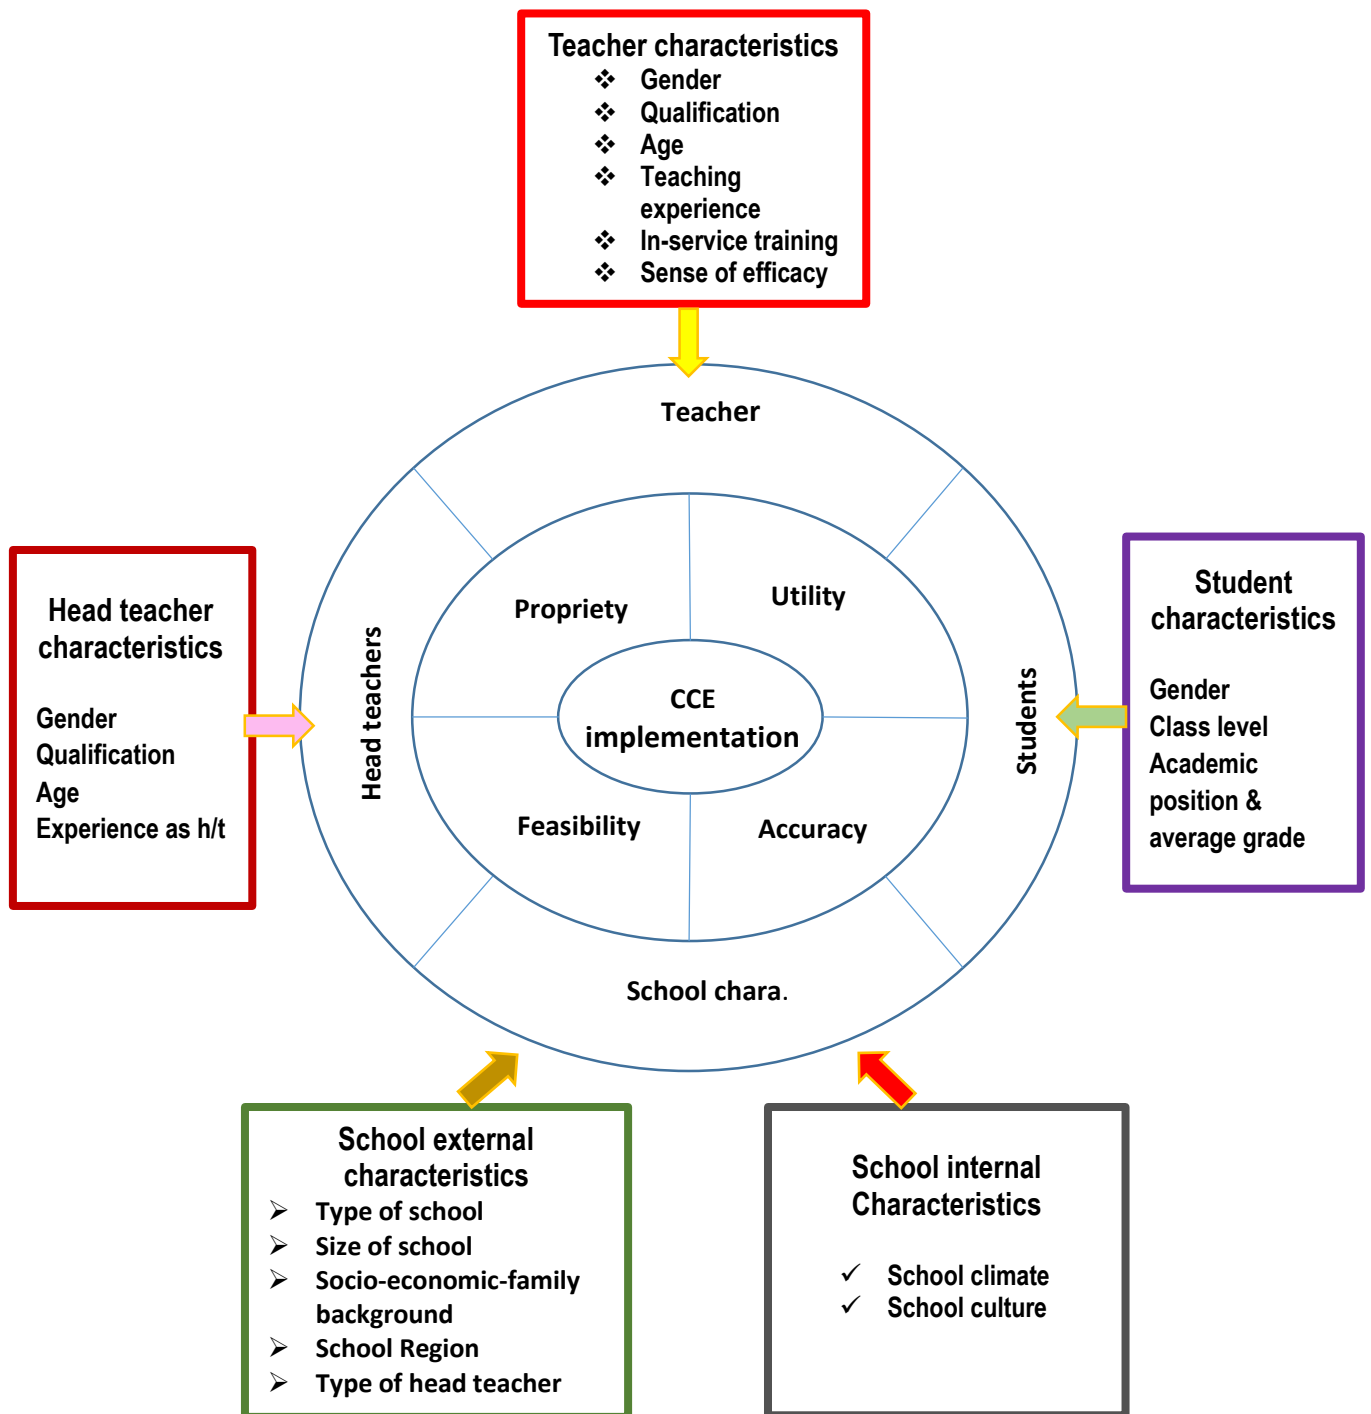 Teacher characteristics
Gender
Qualification
Age
Teaching
experience
In-service training
Sense of efficacy
Teacher
Head teacher
characteristics
Gender
Qualification
Age
Experience as h/t
Head teachers
Propriety
Utility
CCE
implementation
Feasibility
Accuracy
Students
Student
characteristics
Gender
Class level
Academic
position &
average grade
School chara.
School external
characteristics
Type of school
Size of school
Socio-economic-family
background
School Region
Type of head teacher
School internal
Characteristics
School climate
School culture